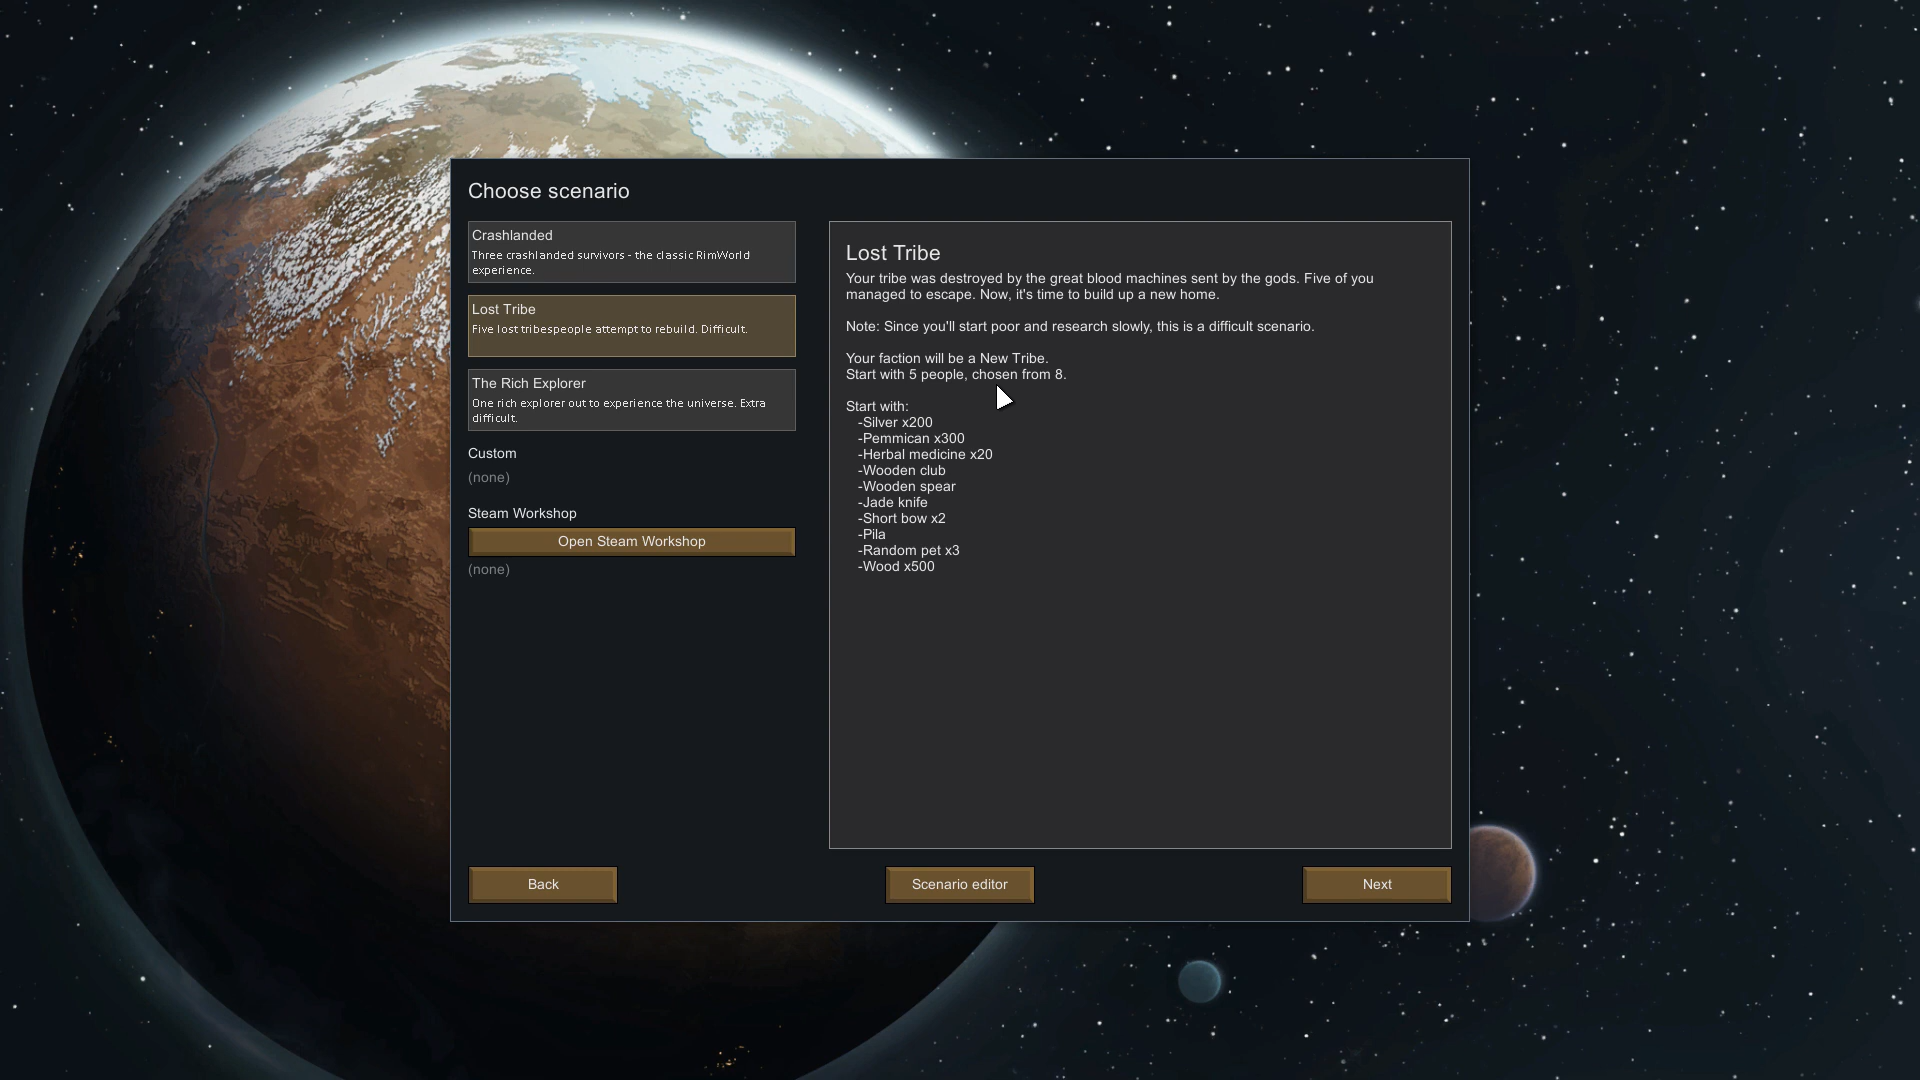 Choose scenario
Crashlanded
Three crashlanded survivors - the classic RimWorld
experience.
Lost Tribe
Five lost tribespeople attempt to rebuild. Difficult.
The Rich Explorer
One rich explorer out to experience the universe. Extra
difficult.
Custom
(none)
Steam Workshop
Open Steam Workshop
(none)
Lost Tribe
Your tribe was destroyed by the great blood machines sent by the gods. Five of you
managed to escape. Now, it's time to build up a new home.
Note: Since you'll start poor and research slowly, this is a difficult scenario.
Your faction will be a New Tribe.
Start with 5 people, chosen from 8.
Start with:
-Silver x200
-Pemmican x300
-Herbal medicine x20
-Wooden club
-Wooden spear
-Jade knife
-Short bow x2
-Pila
-Random pet x3
-Wood x500
Back
Scenario editor
Next